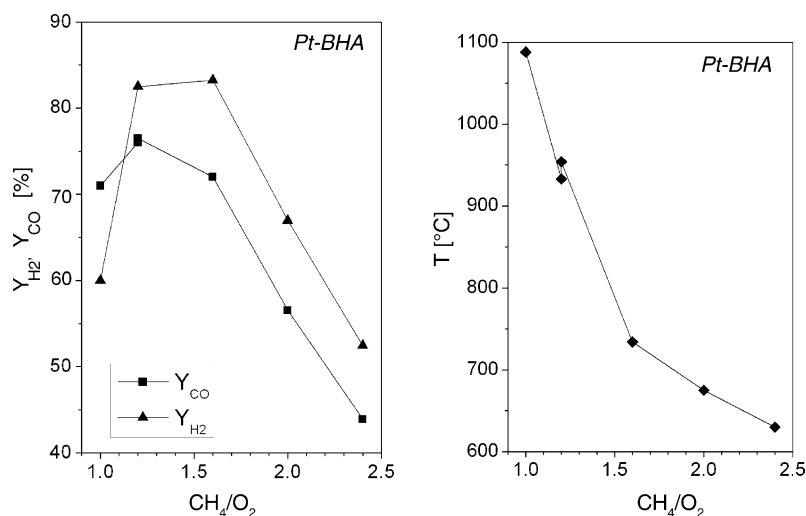 90
80
70
60
50
40
Y_H2, Y_CO [%]
Pt-BHA
Y_CO
Y_H2
1.0 1.5 2.0 2.5
CH₄/O₂
1100
1000
900
800
700
600
T [°C]
Pt-BHA
1.0 1.5 2.0 2.5
CH₄/O₂